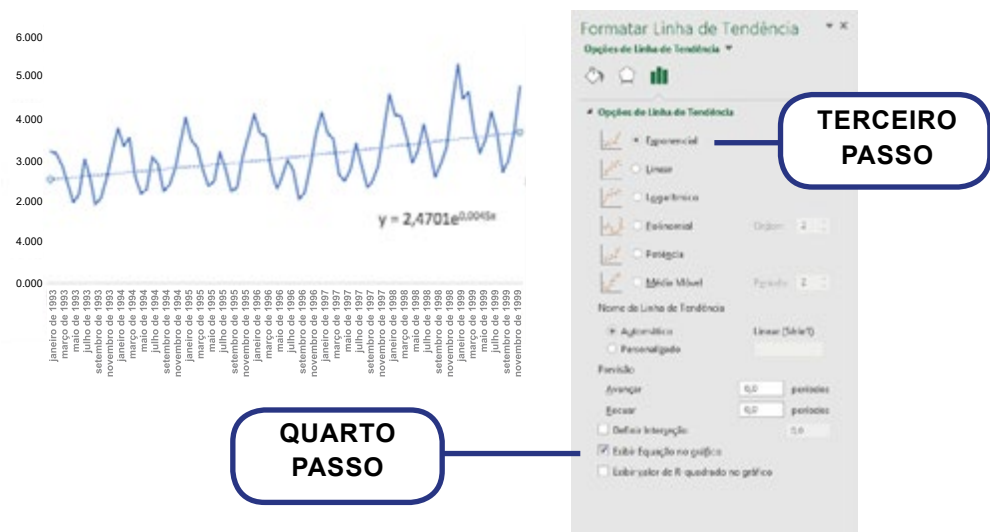 6.000
5.000
4.000
3.000
2.000
4.000
0.000
y = 2,4701e0,0045x
janeiro de 1993
março de 1993
maio de 1993
julho de 1993
setembro de 1993
novembro de 1993
janeiro de 1994
março de 1994
maio de 1994
julho de 1994
setembro de 1994
novembro de 1994
janeiro de 1995
março de 1995
maio de 1995
julho de 1995
setembro de 1995
novembro de 1995
janeiro de 1996
março de 1996
maio de 1996
julho de 1996
setembro de 1996
novembro de 1996
janeiro de 1997
março de 1997
maio de 1997
julho de 1997
setembro de 1997
novembro de 1997
janeiro de 1998
março de 1998
maio de 1998
julho de 1998
setembro de 1998
novembro de 1998
janeiro de 1999
março de 1999
maio de 1999
julho de 1999
setembro de 1999
novembro de 1999
Formatar Linha de Tendência
Opções de Linha de Tendência
Opções de Linha de Tendência
Exponencial
Linear
Logarítmico
Polinomial Ordem 2
Potência
Média Móvel Período 2
Nome da Linha de Tendência
Automático Linear (Série1)
Personalizado
Previsão
Avançar 0,0 períodos
Recuar 0,0 períodos
Definir Interseção 0,0
Exibir Equação no gráfico
Exibir valor de R-quadrado no gráfico
TERCEIRO
PASSO
QUARTO
PASSO